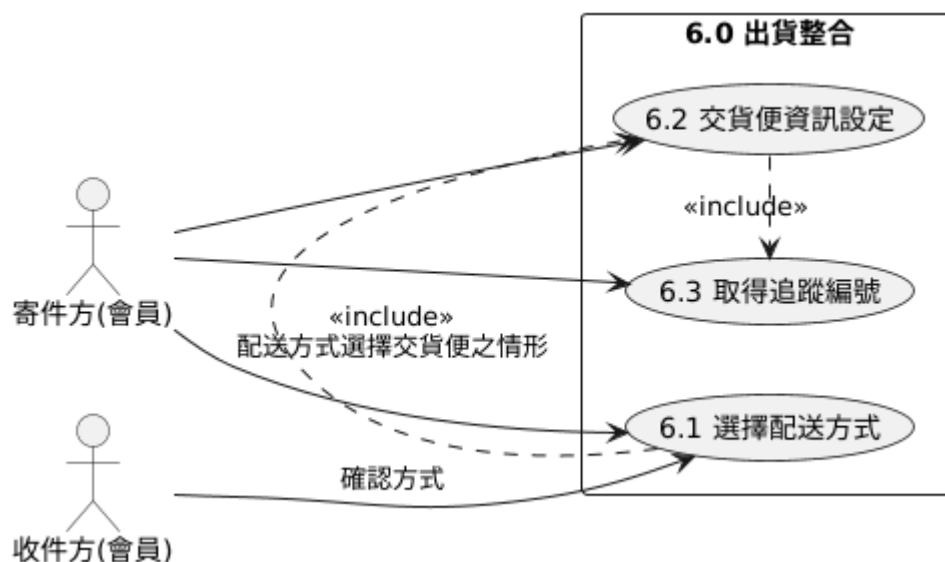 6.0 出貨整合
6.2 交貨便資訊設定
«include»
6.3 取得追蹤編號
寄件方(會員)
«include»
配送方式選擇交貨便之情形
6.1 選擇配送方式
確認方式
收件方(會員)